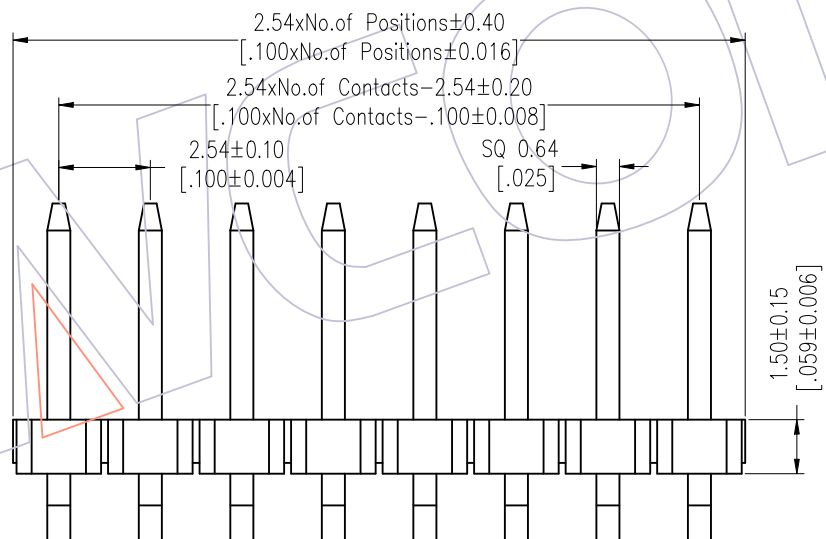 2.54xNo.of Positions±0.40
[.100xNo.of Positions±0.016]
2.54xNo.of Contacts-2.54±0.20
[.100xNo.of Contacts-.100±0.008]
2.54±0.10
[.100±0.004]
SQ 0.64
[.025]
1.50±0.15
[.059±0.006]